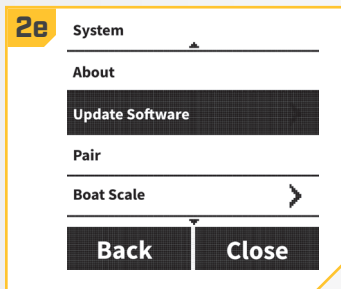 2e
System
About
Update Software
Pair
Boat Scale
Back Close